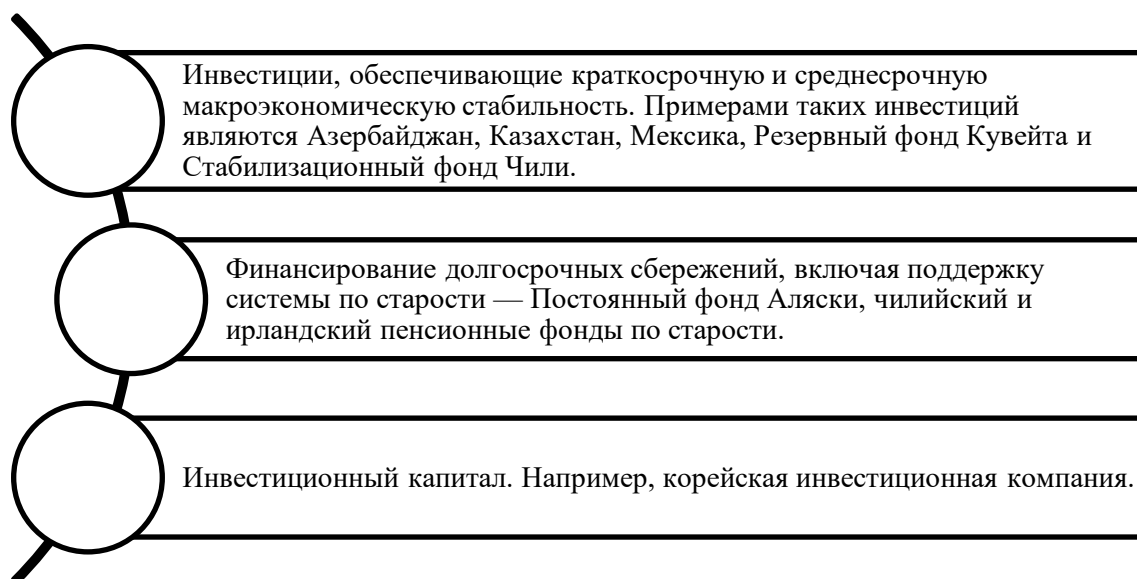 Инвестиции, обеспечивающие краткосрочную и среднесрочную
макроэкономическую стабильность. Примерами таких инвестиций
являются Азербайджан, Казахстан, Мексика, Резервный фонд Кувейта и
Стабилизационный фонд Чили.
Финансирование долгосрочных сбережений, включая поддержку
системы по старости — Постоянный фонд Аляски, чилийский и
ирландский пенсионные фонды по старости.
Инвестиционный капитал. Например, корейская инвестиционная компания.